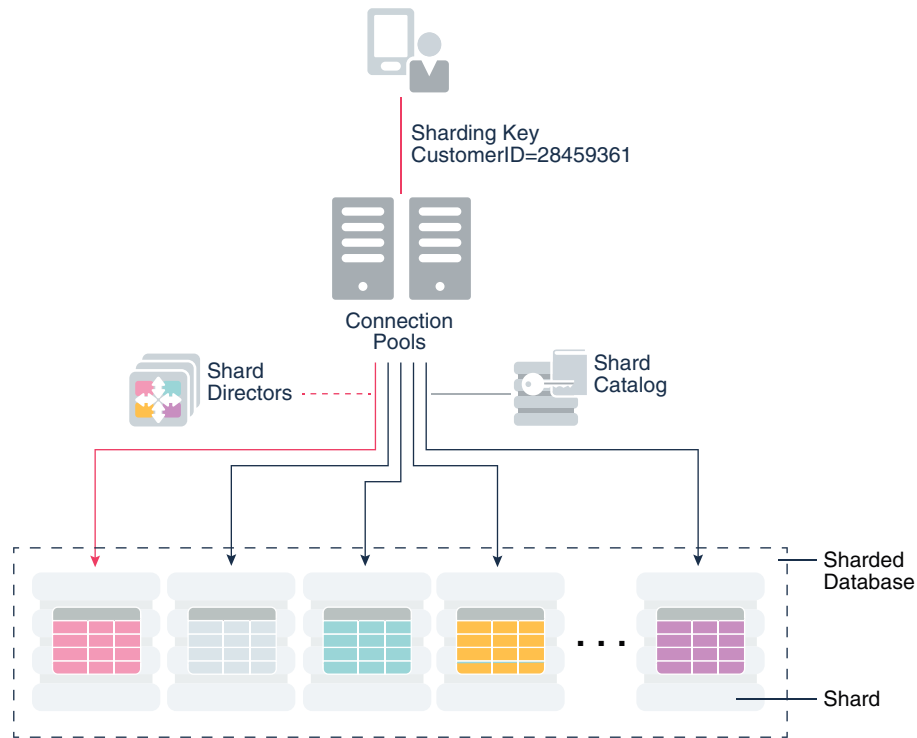 Sharding Key
CustomerID=28459361
Connection
Pools
Shard
Directors
Shard
Catalog
Sharded
Database
. . .
Shard